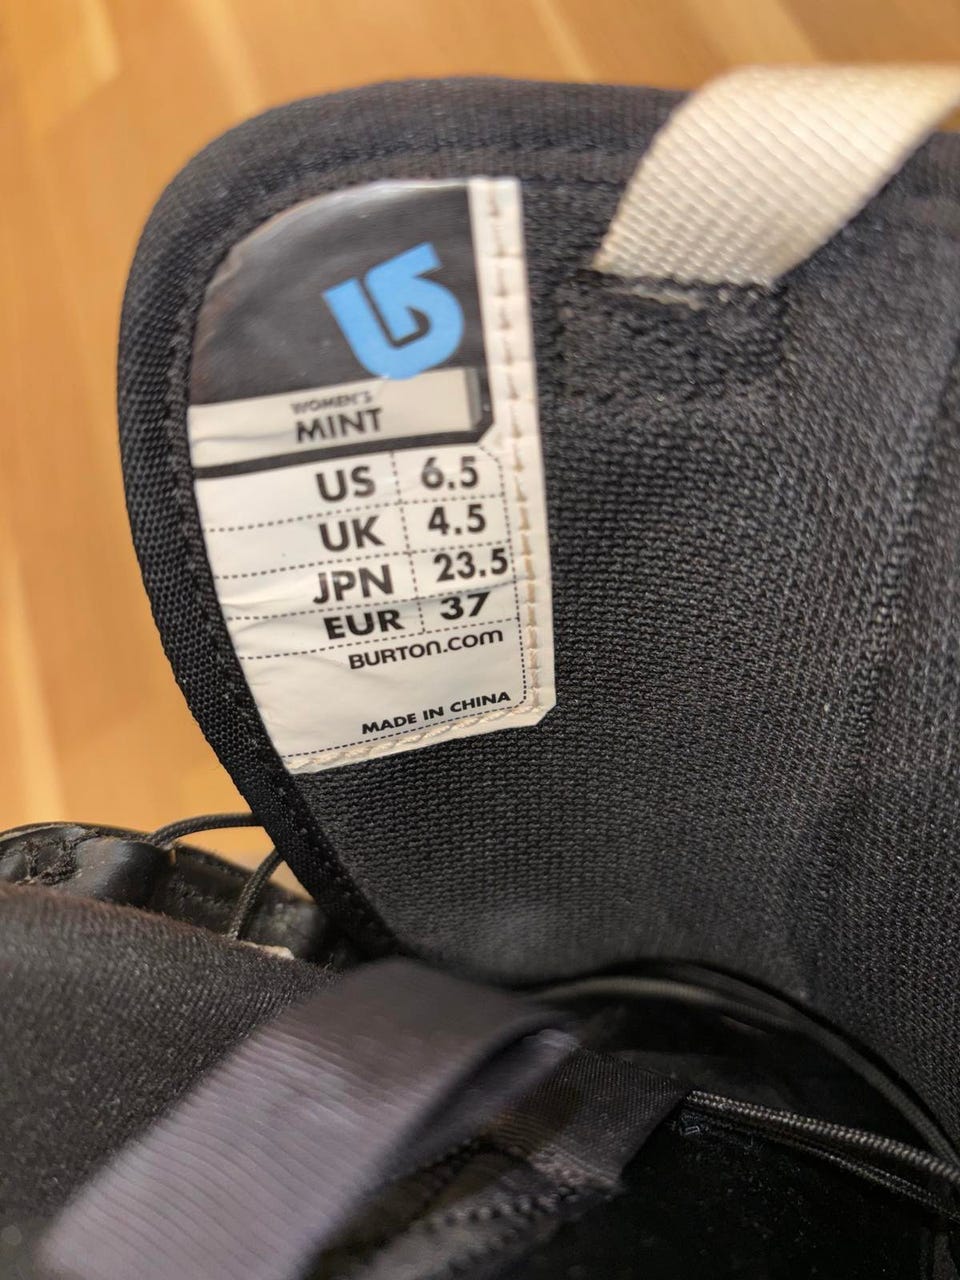 WOMEN'S
MINT
US 6.5
UK 4.5
JPN 23.5
EUR 37
BURTON.COM
MADE IN CHINA